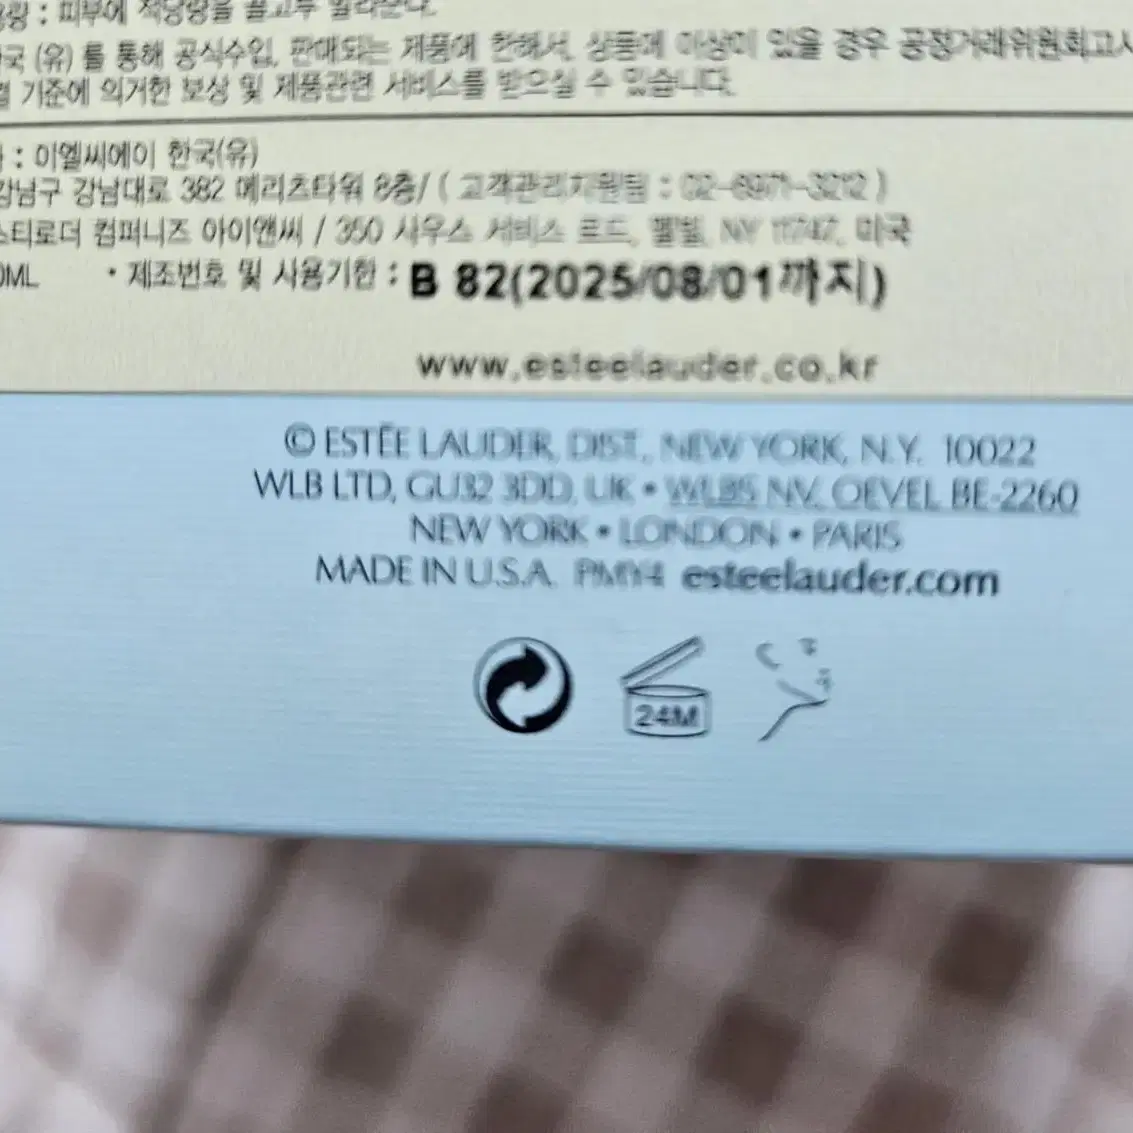 : 피부에 적당량을 골고루 발라준다.
국 (유) 를 통해 공식수입, 판매되는 제품에 한해서, 상품에 이상이 있을 경우 공정거래위원회고시
결 기준에 의거한 보상 및 제품관련 서비스를 받으실 수 있습니다.
: 이엘씨에이 한국(유)
강남구 강남대로 382 메리츠타워 8층/ ( 고객관리지원팀 : 02-6971-3212 )
스티로더 컴퍼니즈 아이앤씨 / 350 사우스 서비스 로드, 멜빌, NY 11747, 미국
0ML · 제조번호 및 사용기한 : B 82(2025/08/01까지)
www.esteelauder.co.kr
© ESTĒE LAUDER, DIST., NEW YORK, N.Y. 10022
WLB LTD, GU32 3DD, UK • WLBS NV. OEVEL BE-2260
NEW YORK • LONDON • PARIS
MADE IN U.S.A. esteelauder.com
24M